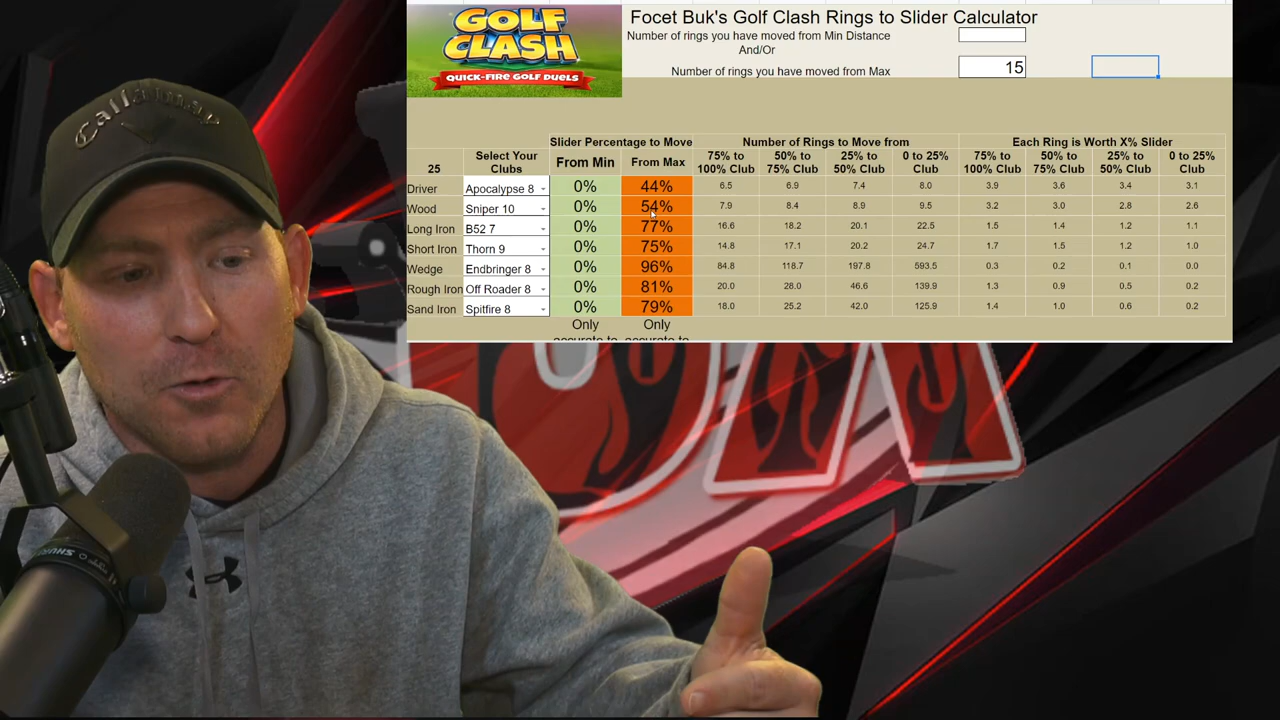 GOLF
CLASH
QUICK-FIRE GOLF DUELS
Focet Buk's Golf Clash Rings to Slider Calculator
Number of rings you have moved from Min Distance
And/Or
Number of rings you have moved from Max 15
Slider Percentage to Move Number of Rings to Move from Each Ring is Worth X% Slider
25 Select Your Clubs From Min From Max 75% to 100% Club 50% to 75% Club 25% to 50% Club 0 to 25% Club 75% to 100% Club 50% to 75% Club 25% to 50% Club 0 to 25% Club
Driver Apocalypse 8 0% 44% 6.5 6.9 7.4 8.0 3.9 3.6 3.4 3.1
Wood Sniper 10 0% 54% 7.9 8.4 8.9 9.5 3.2 3.0 2.8 2.6
Long Iron B52 7 0% 77% 16.6 18.2 20.1 22.5 1.5 1.4 1.2 1.1
Short Iron Thorn 9 0% 75% 14.8 17.1 20.2 24.7 1.7 1.5 1.2 1.0
Wedge Endbringer 8 0% 96% 84.8 118.7 197.8 593.5 0.3 0.2 0.1 0.0
Rough Iron Off Roader 8 0% 81% 20.0 28.0 46.6 139.9 1.3 0.9 0.5 0.2
Sand Iron Spitfire 8 0% 79% 18.0 25.2 42.0 125.9 1.4 1.0 0.6 0.2
Only Only
accurate to accurate to
Callaway
SHURE